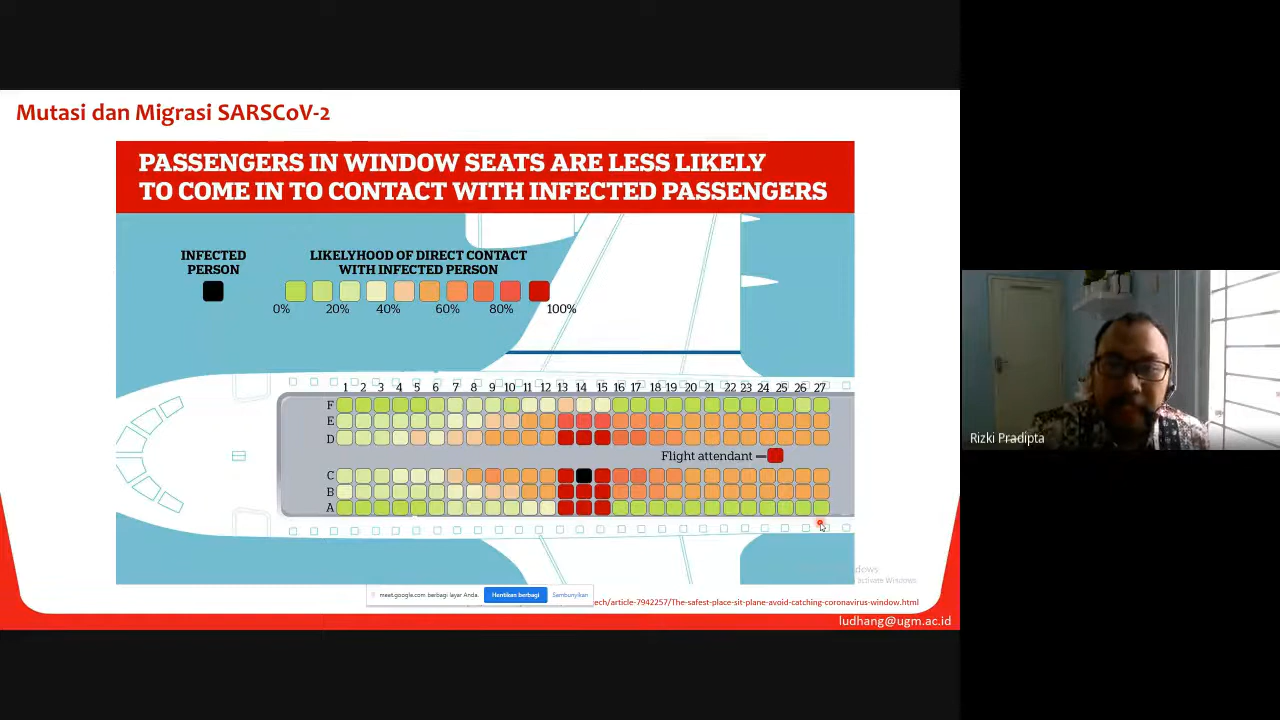 Mutasi dan Migrasi SARSCoV-2
PASSENGERS IN WINDOW SEATS ARE LESS LIKELY
TO COME IN TO CONTACT WITH INFECTED PASSENGERS
INFECTED
PERSON
LIKELYHOOD OF DIRECT CONTACT
WITH INFECTED PERSON
0% 20% 40% 60% 80% 100%
1 2 3 4 5 6 7 8 9 10 11 12 13 14 15 16 17 18 19 20 21 22 23 24 25 26 27
F
E
D
Flight attendant
C
B
A
Rizki Pradipta
meet.google.com berbagi layar Anda.
Hentikan berbagi
Sembunyikan
ech/article-7942257/The-safest-place-sit-plane-avoid-catching-coronavirus-window.html
ludhang@ugm.ac.id